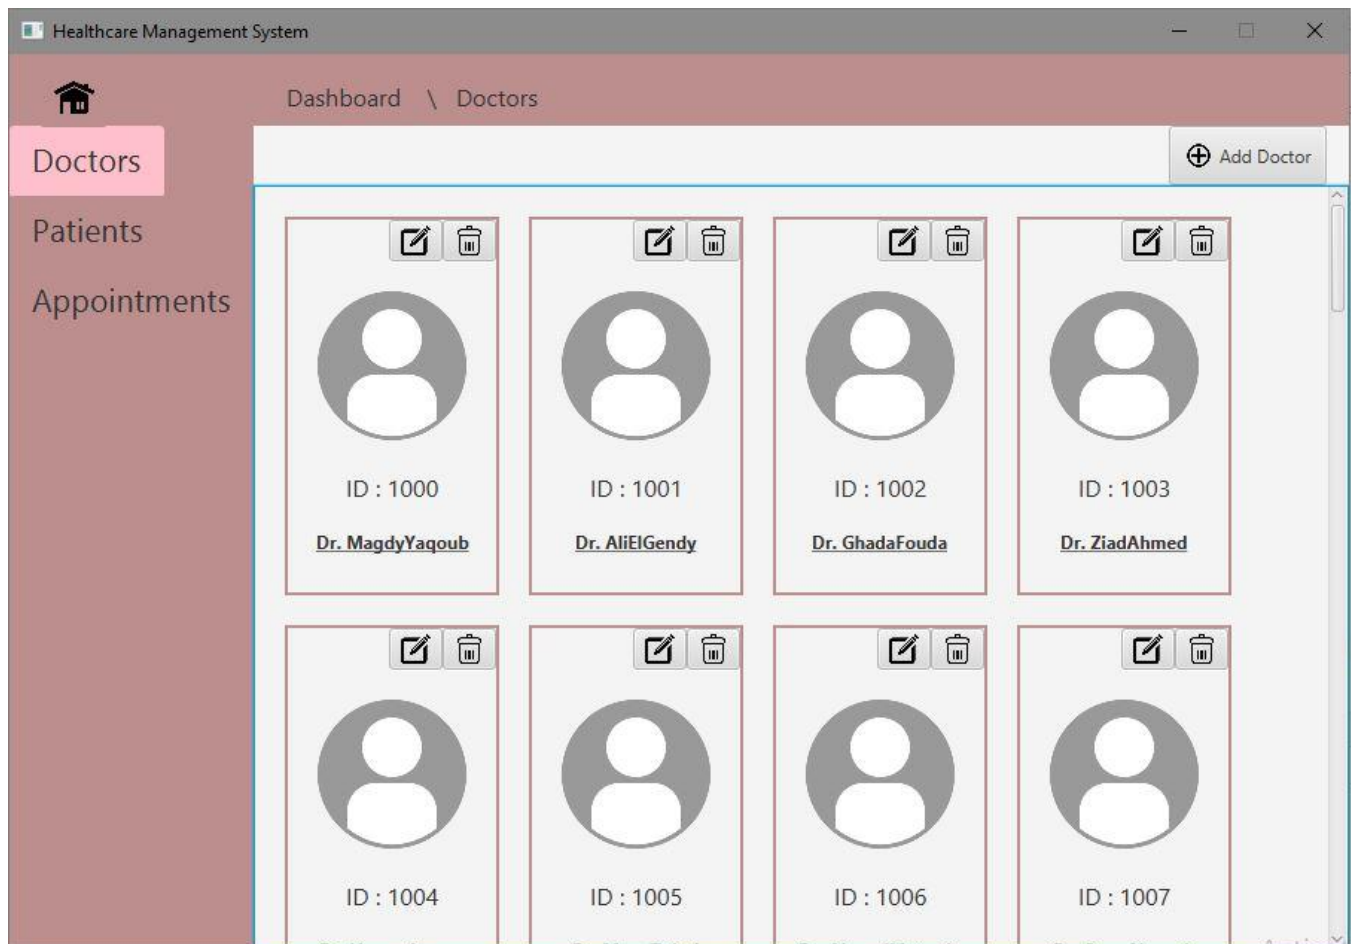 Healthcare Management System
Dashboard \ Doctors
Doctors
Add Doctor
Patients
Appointments
ID : 1000 ID : 1001 ID : 1002 ID : 1003
Dr. MagdyYaqoub Dr. AliElGendy Dr. GhadaFouda Dr. ZiadAhmed
ID : 1004 ID : 1005 ID : 1006 ID : 1007